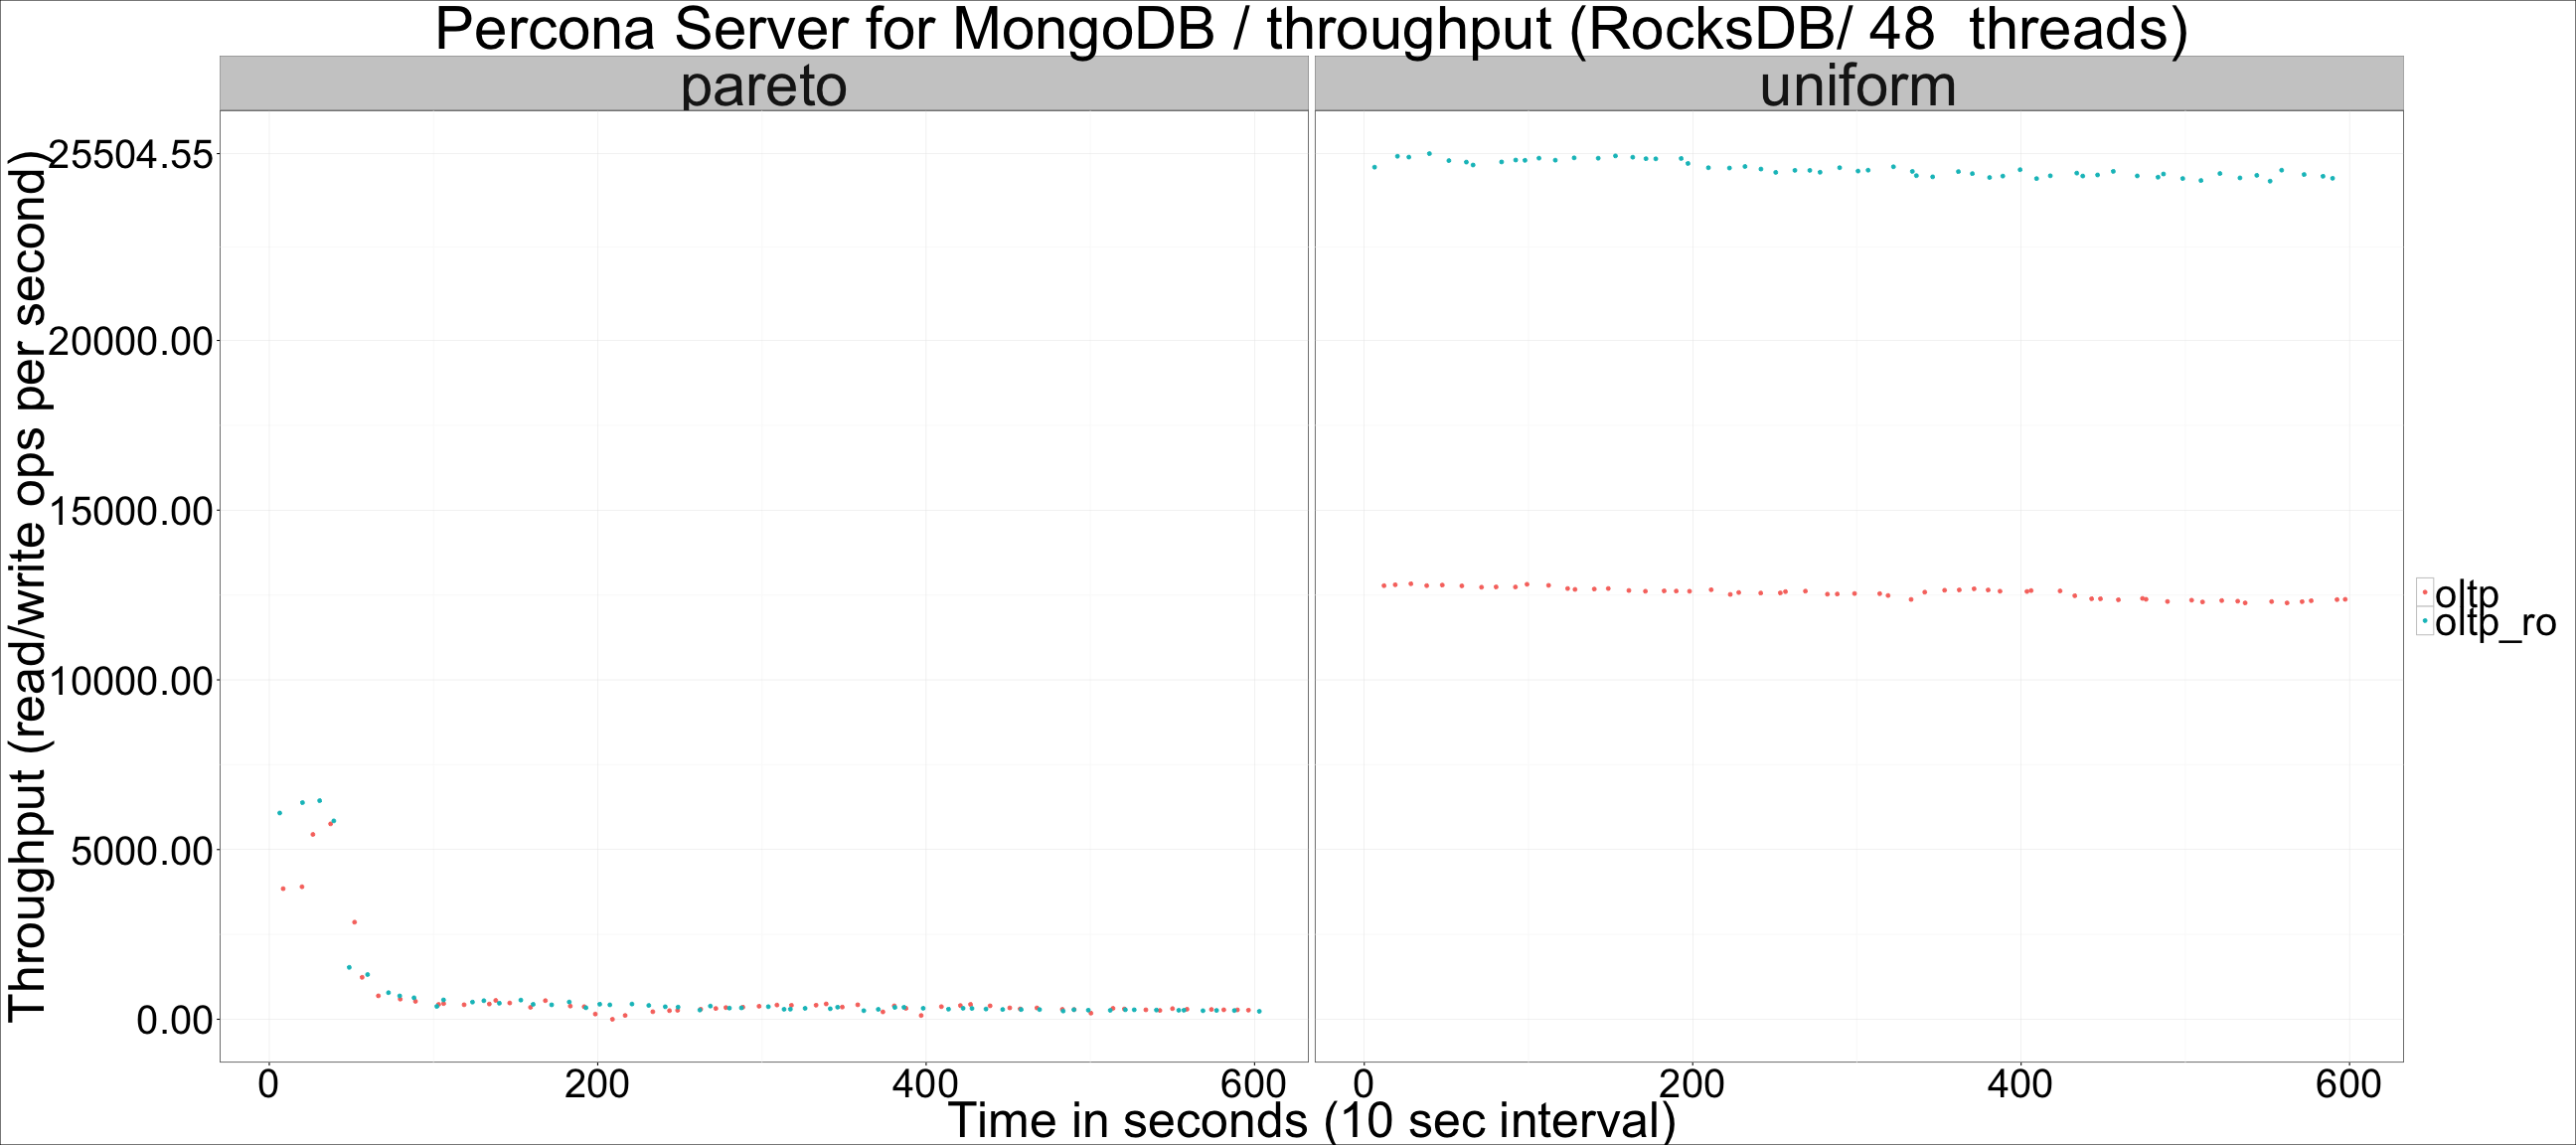 Percona Server for MongoDB / throughput (RocksDB/ 48  threads)
pareto
uniform
Throughput (read/write ops per second)
25504.55
20000.00
15000.00
10000.00
5000.00
0.00
0
200
400
600
0
200
400
600
Time in seconds (10 sec interval)
oltp
oltp_ro